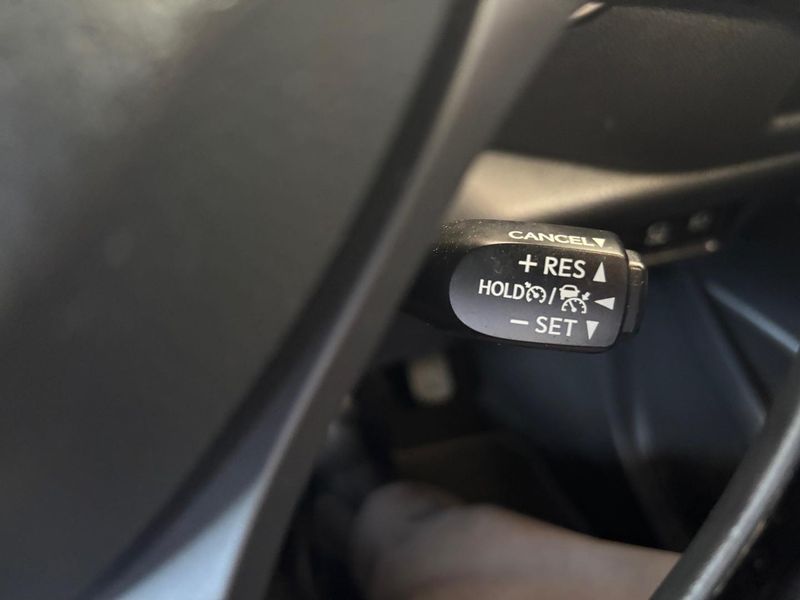 CANCEL▼
+ RES ▲
HOLD / ◀
− SET ▼